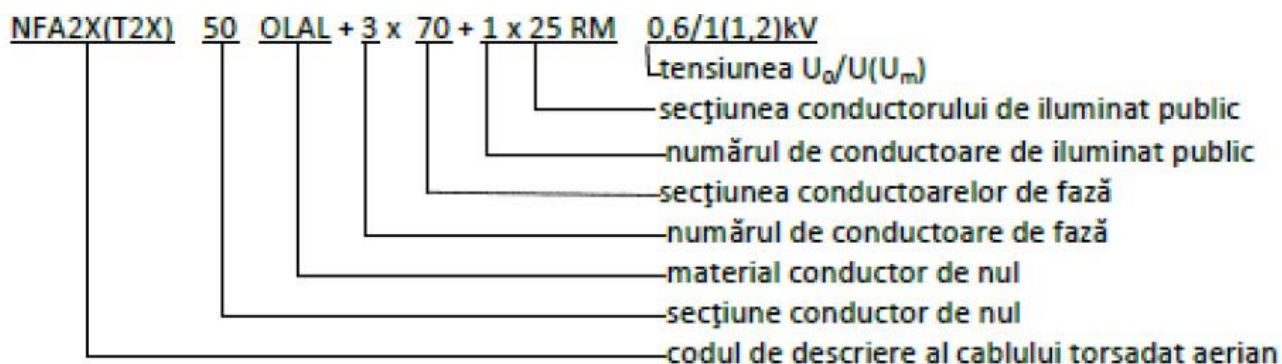 NFA2X(T2X) 50 OLAL + 3 x 70 + 1 x 25 RM 0,6/1(1,2)kV
tensiunea U₀/U(Uₘ)
secţiunea conductorului de iluminat public
numărul de conductoare de iluminat public
secţiunea conductoarelor de fază
numărul de conductoare de fază
material conductor de nul
secţiune conductor de nul
codul de descriere al cablului torsadat aerian